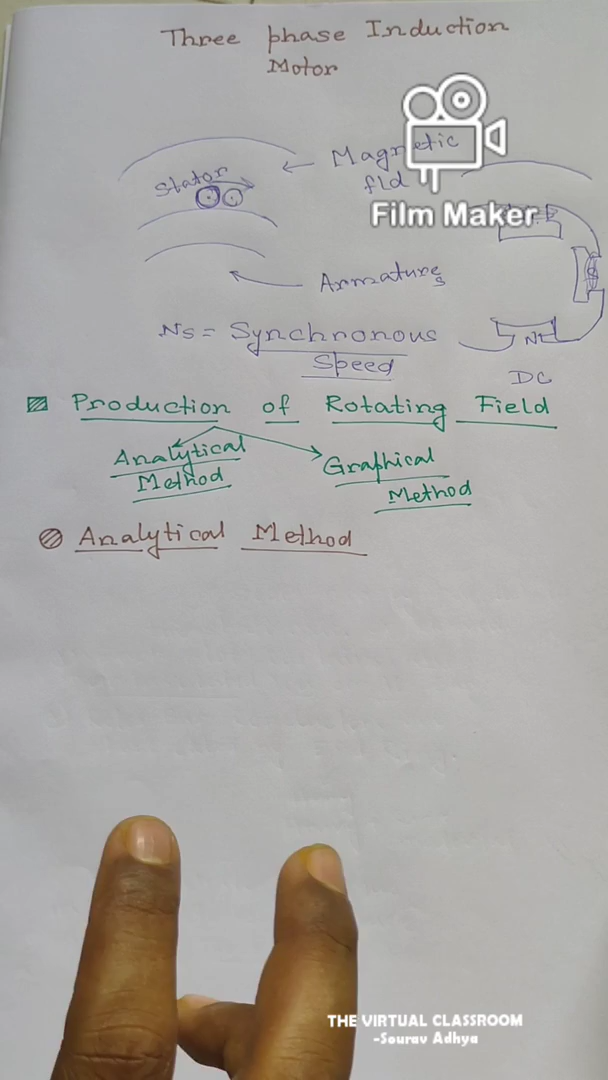 Three phase Induction
Motor
Magnetic
fld
Stator
Film Maker
Armature
Ns = Synchronous
Speed
N
DC
Production of Rotating Field
Analytical
Method
Graphical
Method
Analytical Method
THE VIRTUAL CLASSROOM
-Sourav Adhya